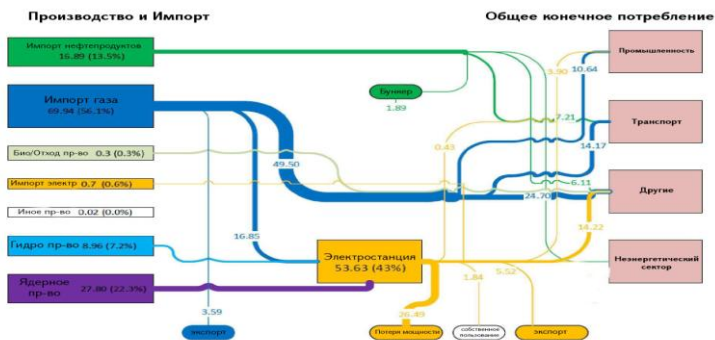 Производство и Импорт
Общее конечное потребление
Импорт нефтепродуктов
16.89 (13.5%)
Импорт газа
69.94 (56.1%)
Био/Отход пр-во 0.3 (0.3%)
Импорт электр 0.7 (0.6%)
Иное пр-во 0.02 (0.0%)
Гидро пр-во 8.96 (7.2%)
Ядерное
пр-во 27.80 (22.3%)
Бункер
1.89
3.90
10.64
7.21
0.43
14.17
49.50
6.11
24.70
14.22
16.85
Электростанция
53.63 (43%)
3.59
26.49
1.84
5.52
экспорт
Потери мощности
собственное
пользование
экспорт
Промышленность
Транспорт
Другие
Неэнергетический
сектор